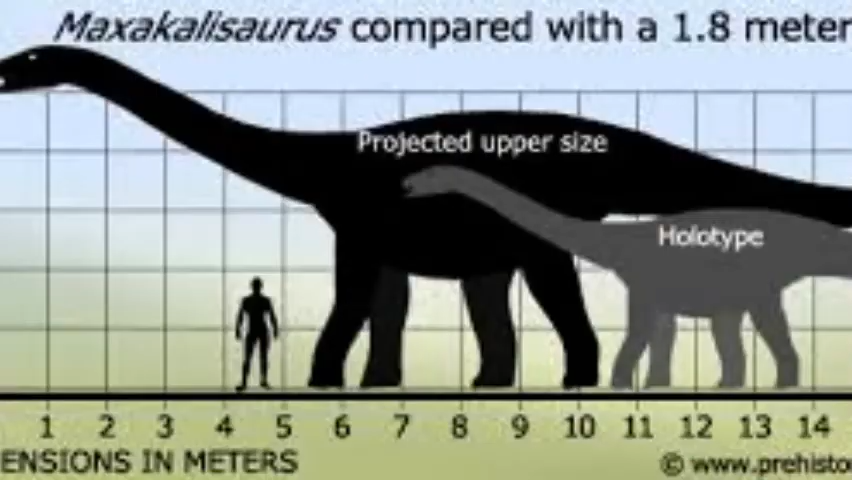 Maxakalisaurus compared with a 1.8 meter
Projected upper size
Holotype
1 2 3 4 5 6 7 8 9 10 11 12 13 14
ENSIONS IN METERS
© www.prehisto